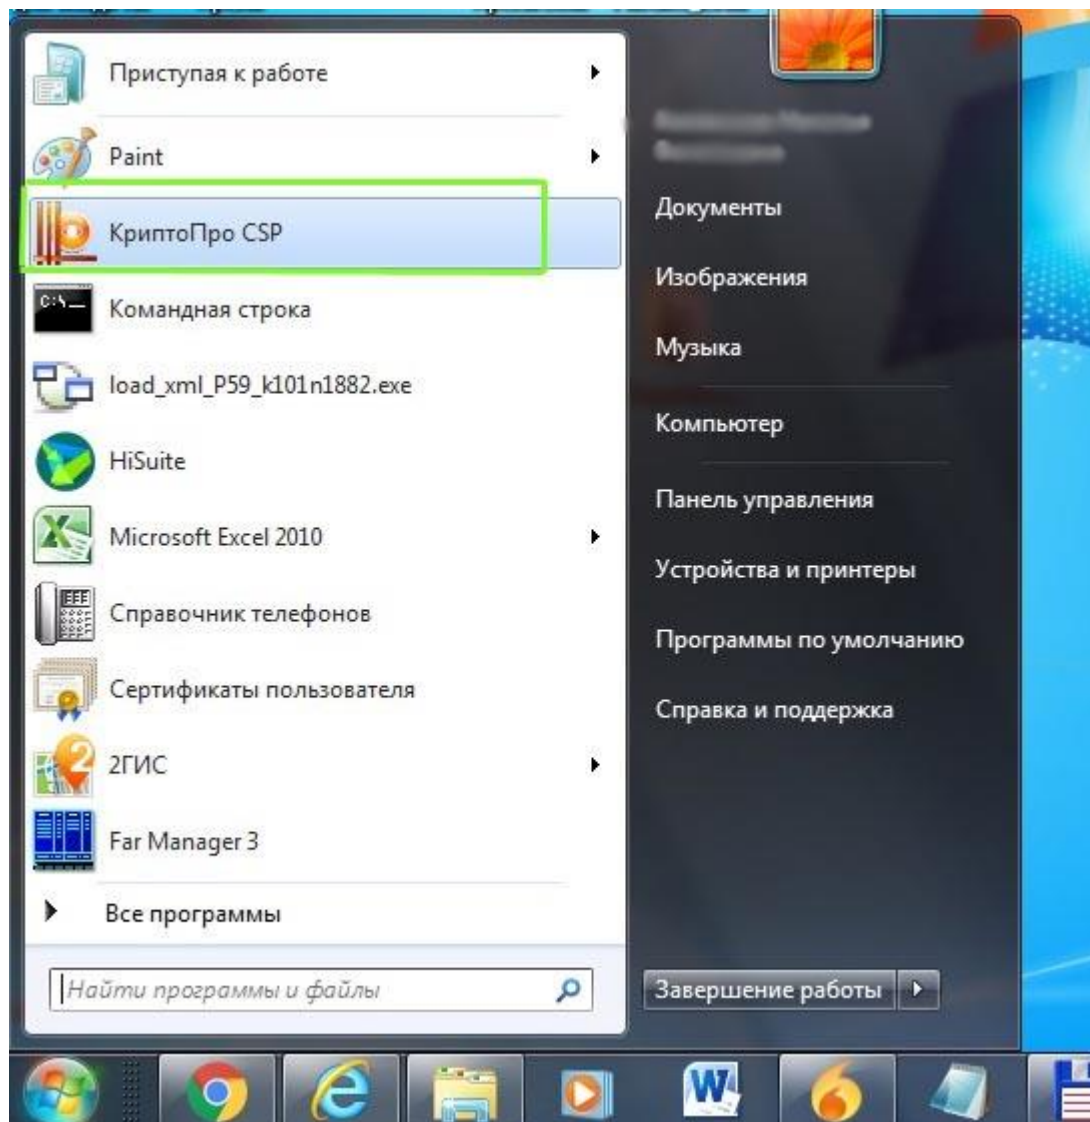 Приступая к работе
Paint
КриптоПро CSP
Командная строка
load_xml_P59_k101n1882.exe
HiSuite
Microsoft Excel 2010
Справочник телефонов
Сертификаты пользователя
2ГИС
Far Manager 3
Все программы
Найти программы и файлы
Документы
Изображения
Музыка
Компьютер
Панель управления
Устройства и принтеры
Программы по умолчанию
Справка и поддержка
Завершение работы